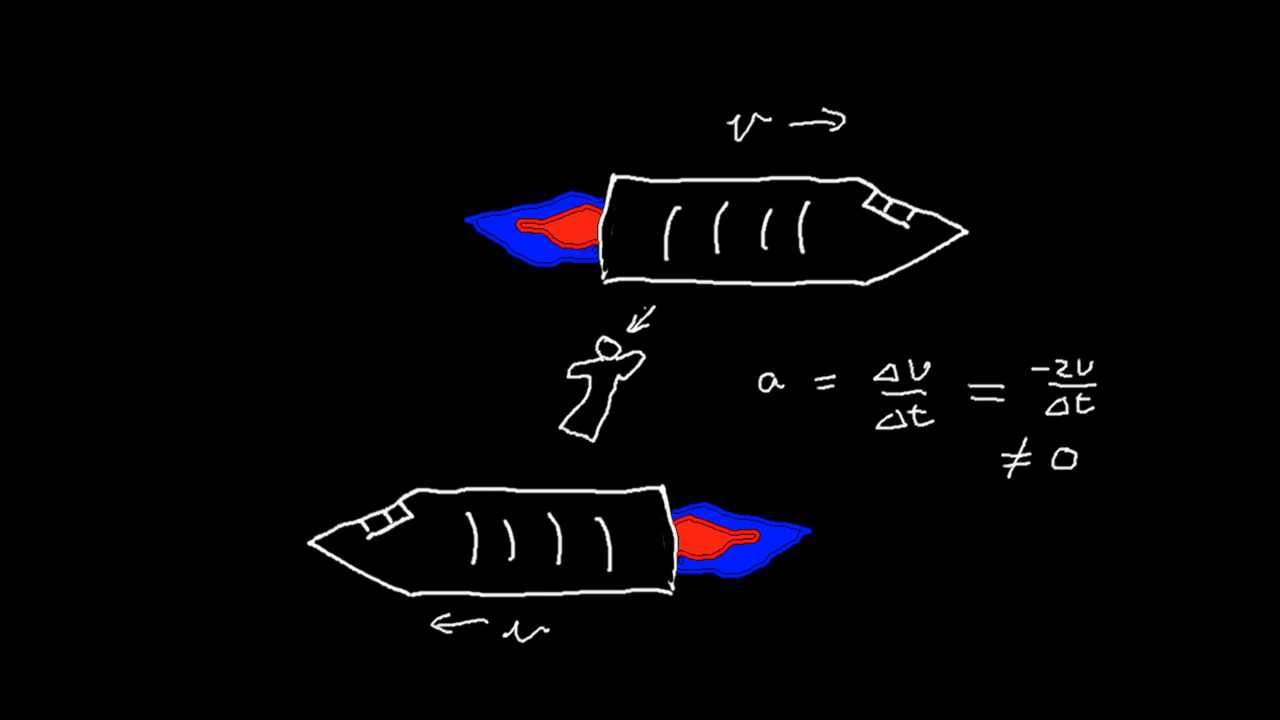 v →
a = Δv/Δt = -2v/Δt
≠ 0
← v